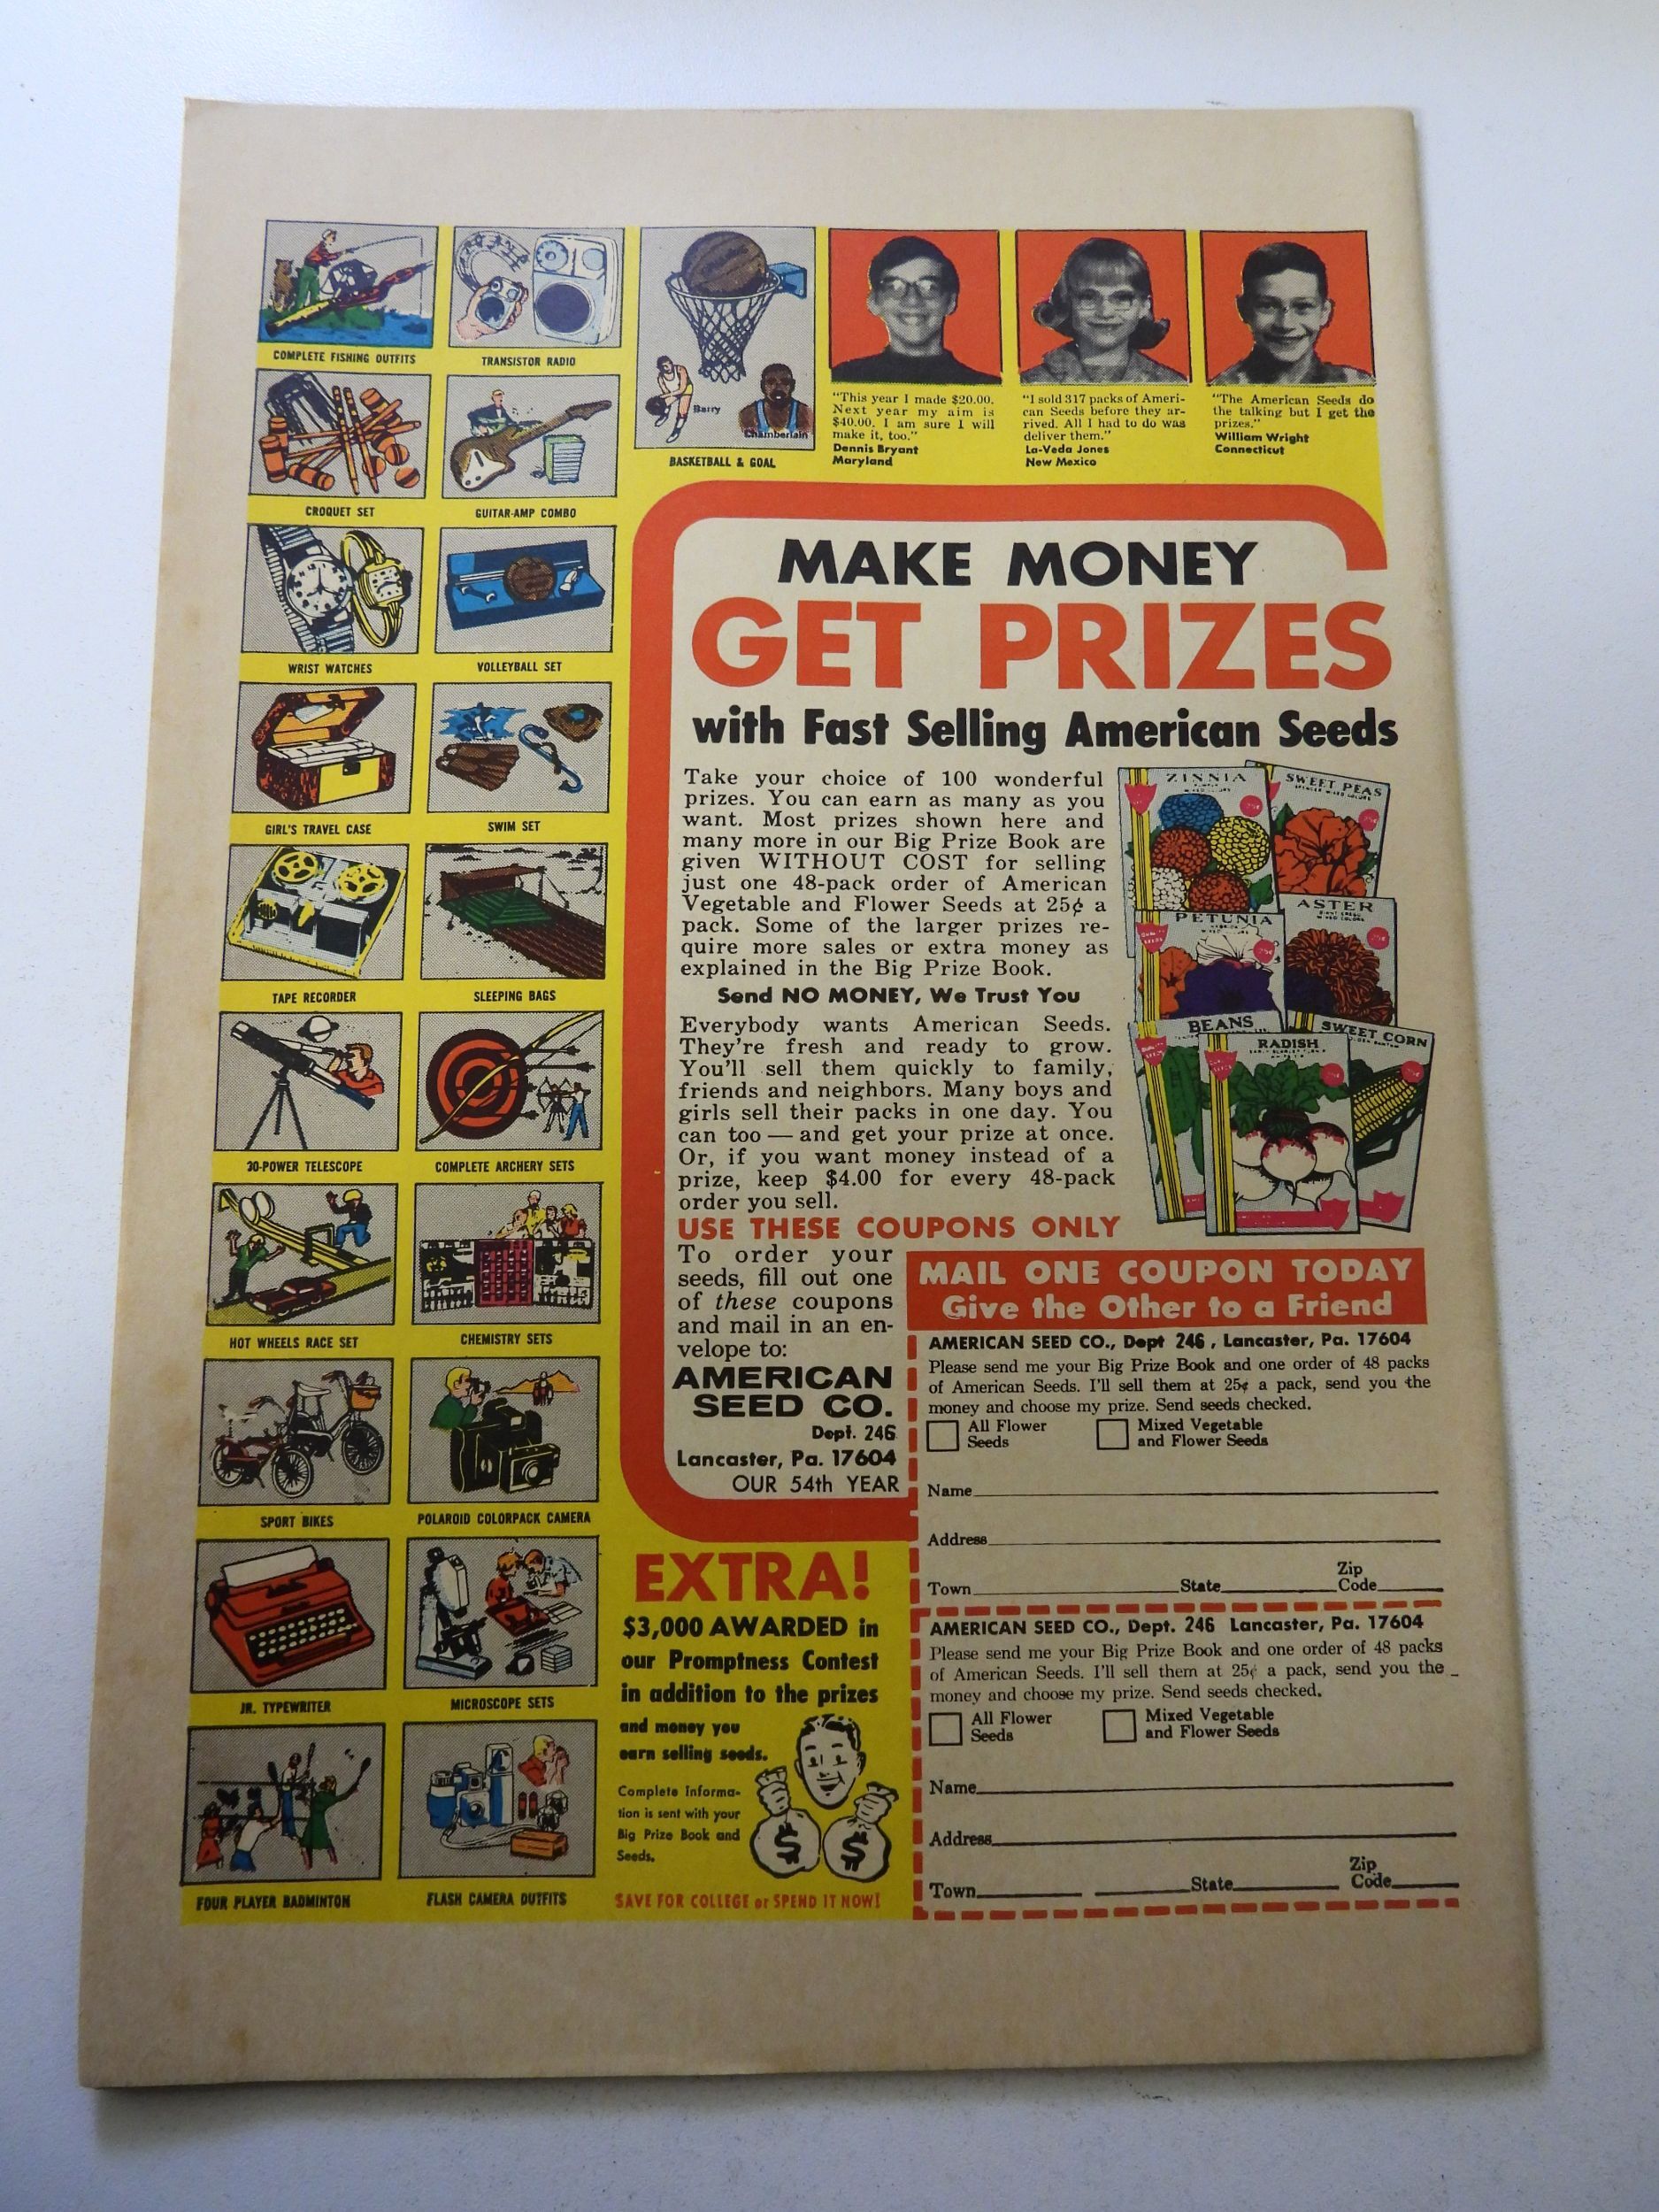 COMPLETE FISHING OUTFITS
TRANSISTOR RADIO
Barry
Chamberlain
BASKETBALL & GOAL
"This year I made $20.00.
Next year my aim is
$40.00. I am sure I will
make it, too."
Dennis Bryant
Maryland
"I sold 317 packs of Ameri-
can Seeds before they ar-
rived. All I had to do was
deliver them."
La-Veda Jones
New Mexico
"The American Seeds do
the talking but I get the
prizes."
William Wright
Connecticut
CROQUET SET
GUITAR-AMP COMBO
WRIST WATCHES
VOLLEYBALL SET
GIRL'S TRAVEL CASE
SWIM SET
TAPE RECORDER
SLEEPING BAGS
30-POWER TELESCOPE
COMPLETE ARCHERY SETS
HOT WHEELS RACE SET
CHEMISTRY SETS
SPORT BIKES
POLAROID COLORPACK CAMERA
JR. TYPEWRITER
MICROSCOPE SETS
FOUR PLAYER BADMINTON
FLASH CAMERA OUTFITS
MAKE MONEY
GET PRIZES
with Fast Selling American Seeds
Take your choice of 100 wonderful
prizes. You can earn as many as you
want. Most prizes shown here and
many more in our Big Prize Book are
given WITHOUT COST for selling
just one 48-pack order of American
Vegetable and Flower Seeds at 25¢ a
pack. Some of the larger prizes re-
quire more sales or extra money as
explained in the Big Prize Book.
Send NO MONEY, We Trust You
Everybody wants American Seeds.
They're fresh and ready to grow.
You'll sell them quickly to family,
friends and neighbors. Many boys and
girls sell their packs in one day. You
can too — and get your prize at once.
Or, if you want money instead of a
prize, keep $4.00 for every 48-pack
order you sell.
ZINNIA
SWEET PEAS
PETUNIA
ASTER
BEANS
RADISH
SWEET CORN
USE THESE COUPONS ONLY
To order your
seeds, fill out one
of these coupons
and mail in an en-
velope to:
AMERICAN
SEED CO.
Dept. 246
Lancaster, Pa. 17604
OUR 54th YEAR
MAIL ONE COUPON TODAY
Give the Other to a Friend
AMERICAN SEED CO., Dept 246 , Lancaster, Pa. 17604
Please send me your Big Prize Book and one order of 48 packs
of American Seeds. I'll sell them at 25¢ a pack, send you the
money and choose my prize. Send seeds checked.
All Flower Seeds
Mixed Vegetable and Flower Seeds
Name
Address
Town State Zip Code
AMERICAN SEED CO., Dept. 246 Lancaster, Pa. 17604
Please send me your Big Prize Book and one order of 48 packs
of American Seeds. I'll sell them at 25¢ a pack, send you the
money and choose my prize. Send seeds checked.
All Flower Seeds
Mixed Vegetable and Flower Seeds
Name
Address
Town State Zip Code
EXTRA!
$3,000 AWARDED in
our Promptness Contest
in addition to the prizes
and money you
earn selling seeds.
Complete Informa-
tion is sent with your
Big Prize Book and
Seeds.
$ $
SAVE FOR COLLEGE or SPEND IT NOW!